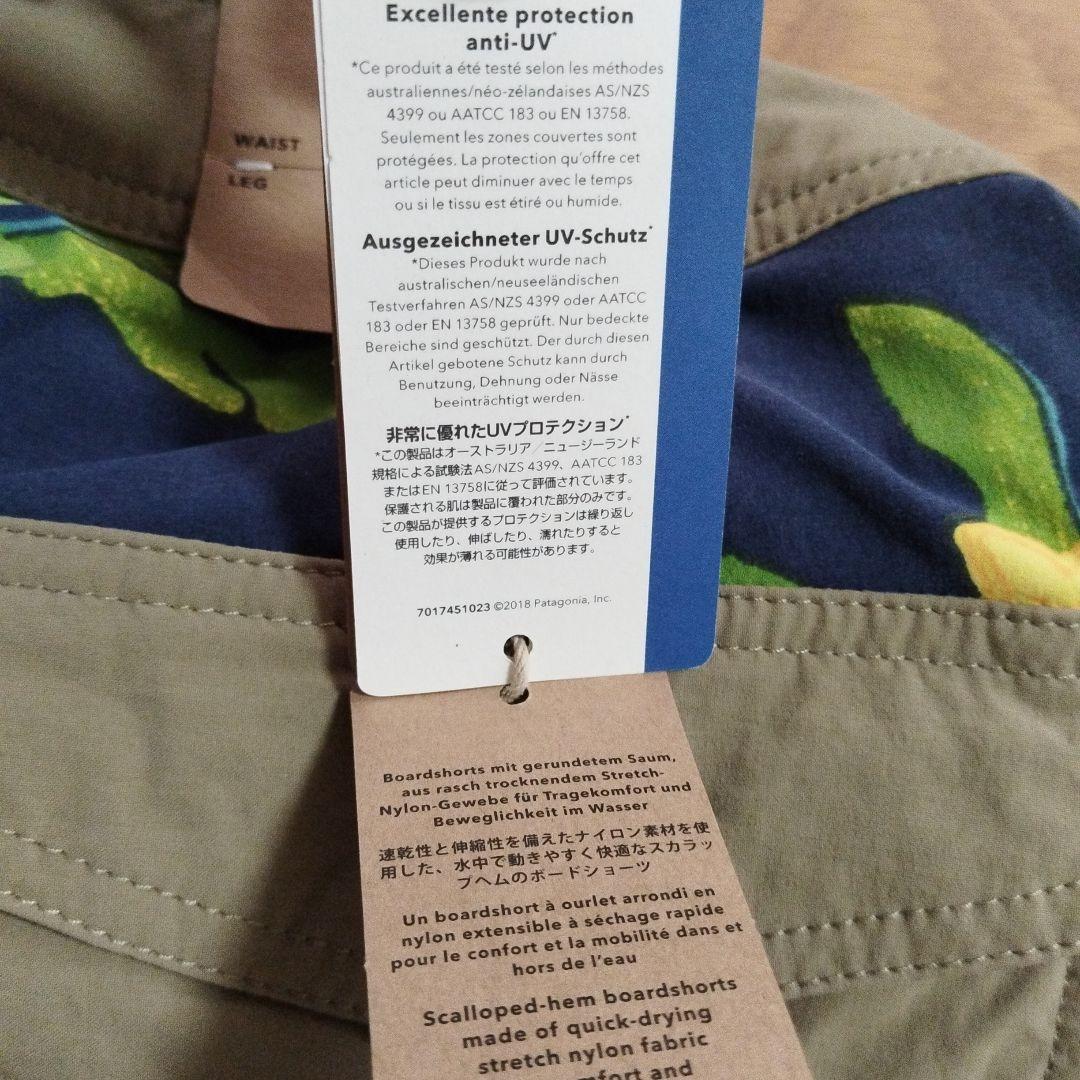 Excellente protection
anti-UV*
*Ce produit a été testé selon les méthodes
australiennes/néo-zélandaises AS/NZS
4399 ou AATCC 183 ou EN 13758.
Seulement les zones couvertes sont
protégées. La protection qu'offre cet
article peut diminuer avec le temps
ou si le tissu est étiré ou humide.
Ausgezeichneter UV-Schutz*
*Dieses Produkt wurde nach
australischen/neuseeländischen
Testverfahren AS/NZS 4399 oder AATCC
183 oder EN 13758 geprüft. Nur bedeckte
Bereiche sind geschützt. Der durch diesen
Artikel gebotene Schutz kann durch
Benutzung, Dehnung oder Nässe
beeinträchtigt werden.
非常に優れたUVプロテクション*
*この製品はオーストラリア／ニュージーランド
規格による試験法AS/NZS 4399、AATCC 183
またはEN 13758に従って評価されています。
保護される肌は製品に覆われた部分のみです。
この製品が提供するプロテクションは繰り返し
使用したり、伸ばしたり、濡れたりすると
効果が薄れる可能性があります。
7017451023 ©2018 Patagonia, Inc.
WAIST
LEG
Boardshorts mit gerundetem Saum,
aus rasch trocknendem Stretch-
Nylon-Gewebe für Tragekomfort und
Beweglichkeit im Wasser
速乾性と伸縮性を備えたナイロン素材を使
用した、水中で動きやすく快適なスカラッ
プヘムのボードショーツ
Un boardshort à ourlet arrondi en
nylon extensible à séchage rapide
pour le confort et la mobilité dans et
hors de l'eau
Scalloped-hem boardshorts
made of quick-drying
stretch nylon fabric
and